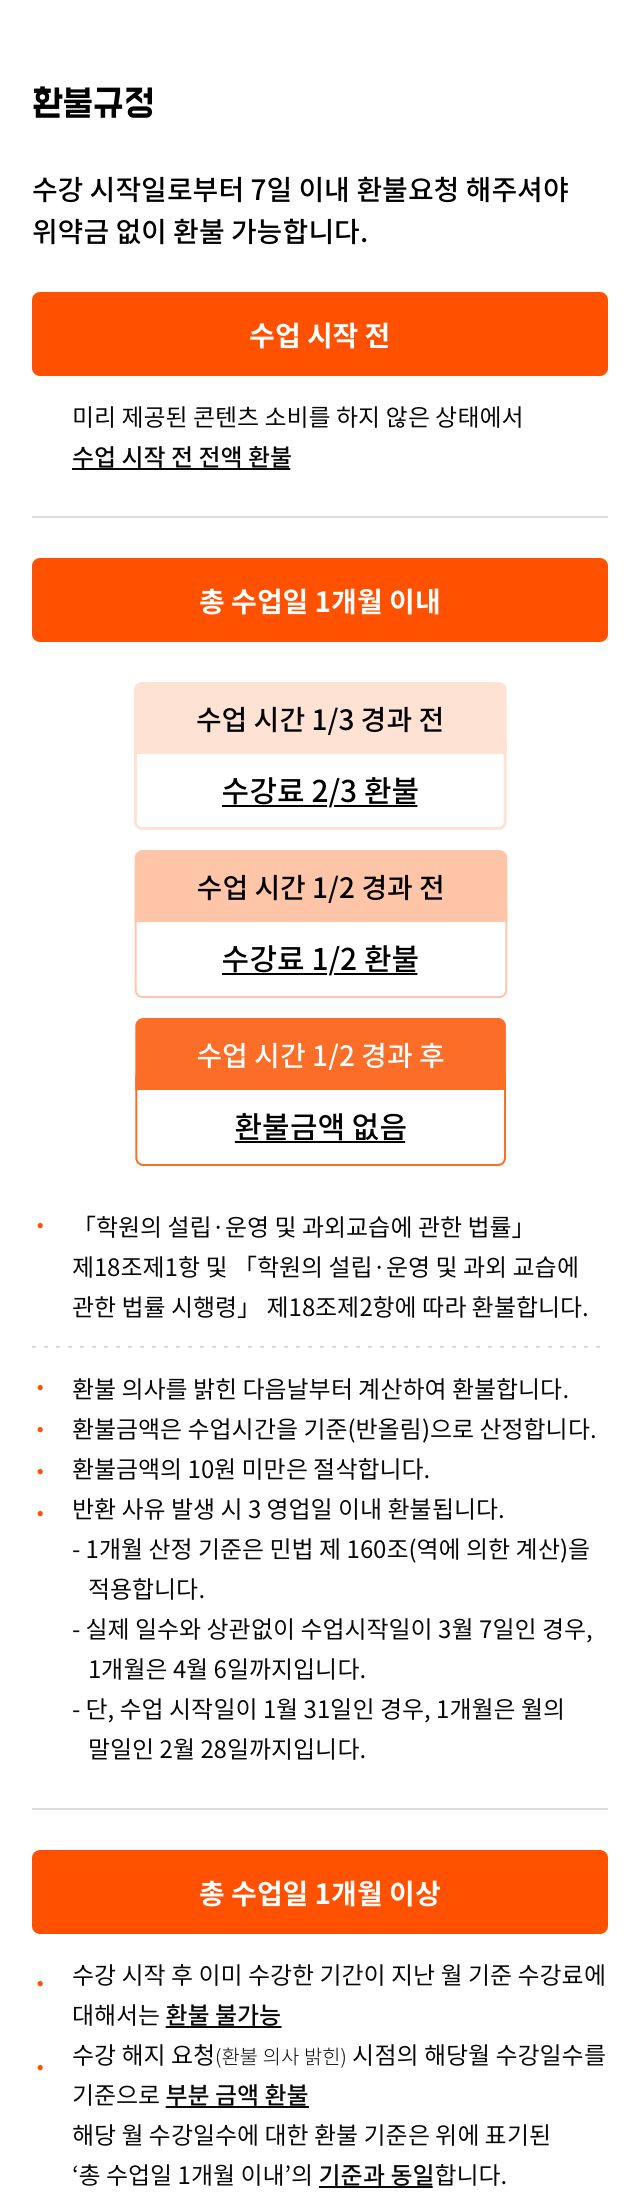 환불규정
수강 시작일로부터 7일 이내 환불요청 해주셔야
위약금 없이 환불 가능합니다.
수업 시작 전
미리 제공된 콘텐츠 소비를 하지 않은 상태에서
수업 시작 전 전액 환불
총 수업일 1개월 이내
수업 시간 1/3 경과 전
수강료 2/3 환불
수업 시간 1/2 경과 전
수강료 1/2 환불
수업 시간 1/2 경과 후
환불금액 없음
• 「학원의 설립·운영 및 과외교습에 관한 법률」
제18조제1항 및 「학원의 설립·운영 및 과외 교습에
관한 법률 시행령」 제18조제2항에 따라 환불합니다.
• 환불 의사를 밝힌 다음날부터 계산하여 환불합니다.
• 환불금액은 수업시간을 기준(반올림)으로 산정합니다.
• 환불금액의 10원 미만은 절삭합니다.
• 반환 사유 발생 시 3 영업일 이내 환불됩니다.
- 1개월 산정 기준은 민법 제 160조(역에 의한 계산)을
적용합니다.
- 실제 일수와 상관없이 수업시작일이 3월 7일인 경우,
1개월은 4월 6일까지입니다.
- 단, 수업 시작일이 1월 31일인 경우, 1개월은 월의
말일인 2월 28일까지입니다.
총 수업일 1개월 이상
• 수강 시작 후 이미 수강한 기간이 지난 월 기준 수강료에
대해서는 환불 불가능
• 수강 해지 요청(환불 의사 밝힌) 시점의 해당월 수강일수를
기준으로 부분 금액 환불
해당 월 수강일수에 대한 환불 기준은 위에 표기된
‘총 수업일 1개월 이내’의 기준과 동일합니다.